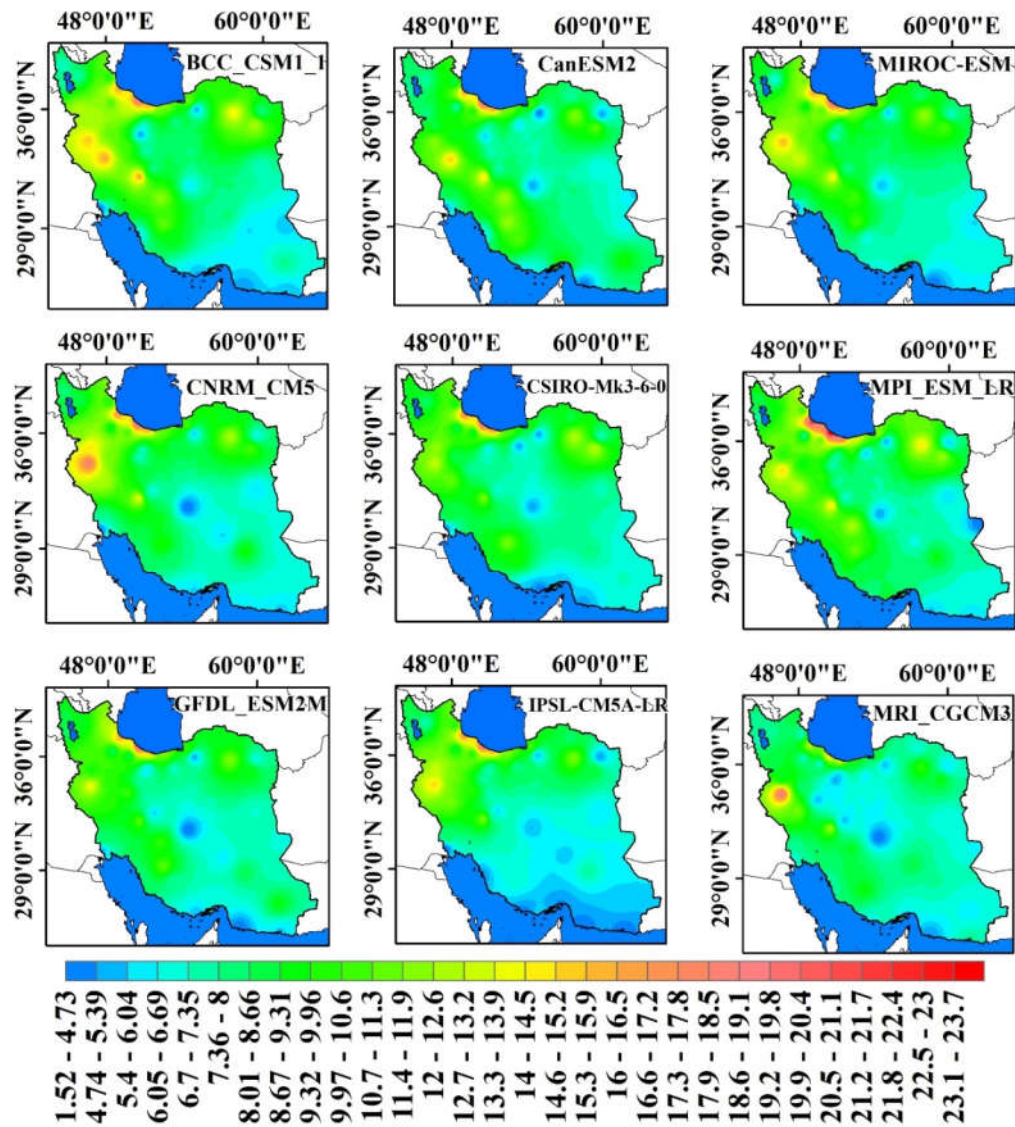 48°0'0"E 60°0'0"E 48°0'0"E 60°0'0"E 48°0'0"E 60°0'0"E
BCC_CSM1_1
CanESM2
MIROC-ESM
36°0'0"N 36°0'0"N 36°0'0"N
29°0'0"N 29°0'0"N 29°0'0"N
48°0'0"E 60°0'0"E 48°0'0"E 60°0'0"E 48°0'0"E 60°0'0"E
CNRM_CM5
CSIRO-Mk3-6-0
MPI_ESM_LR
36°0'0"N 36°0'0"N 36°0'0"N
29°0'0"N 29°0'0"N 29°0'0"N
48°0'0"E 60°0'0"E 48°0'0"E 60°0'0"E 48°0'0"E 60°0'0"E
GFDL_ESM2M
IPSL-CM5A-LR
MRI_CGCM3
36°0'0"N 36°0'0"N 36°0'0"N
29°0'0"N 29°0'0"N 29°0'0"N
1.52 - 4.73
4.74 - 5.39
5.4 - 6.04
6.05 - 6.69
6.7 - 7.35
7.36 - 8
8.01 - 8.66
8.67 - 9.31
9.32 - 9.96
9.97 - 10.6
10.7 - 11.3
11.4 - 11.9
12 - 12.6
12.7 - 13.2
13.3 - 13.9
14 - 14.5
14.6 - 15.2
15.3 - 15.9
16 - 16.5
16.6 - 17.2
17.3 - 17.8
17.9 - 18.5
18.6 - 19.1
19.2 - 19.8
19.9 - 20.4
20.5 - 21.1
21.2 - 21.7
21.8 - 22.4
22.5 - 23
23.1 - 23.7